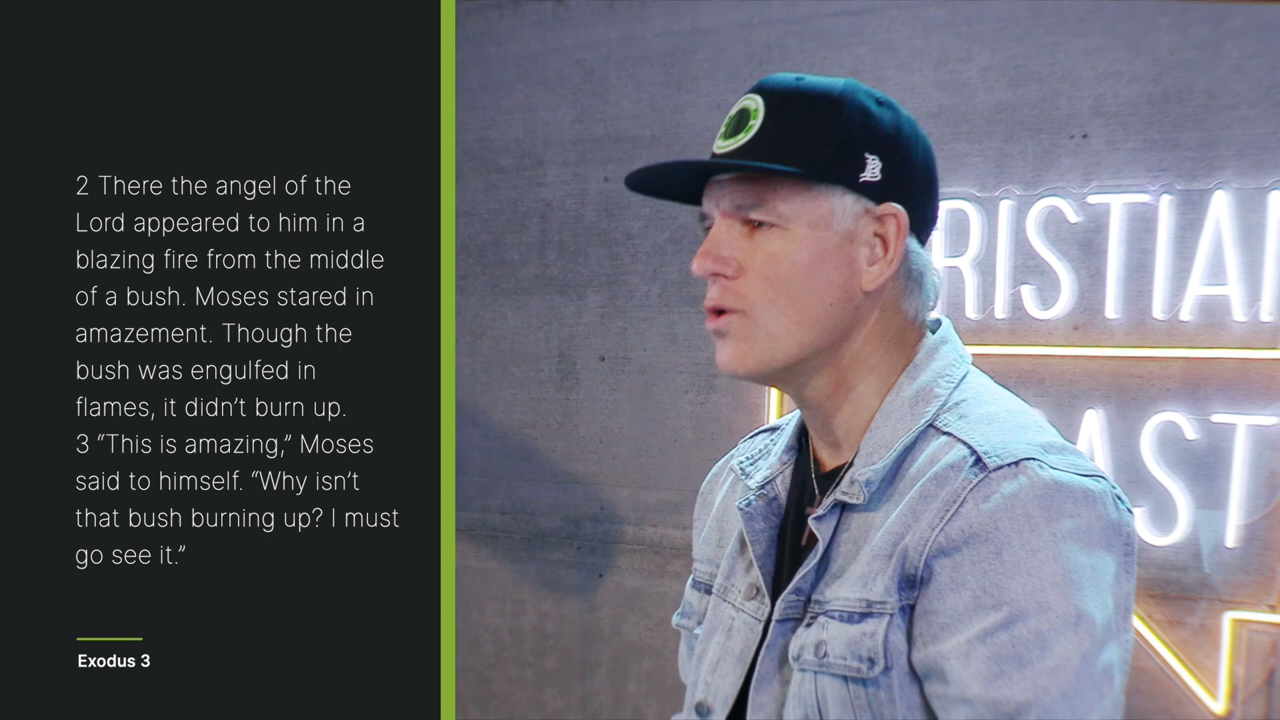 2 There the angel of the
Lord appeared to him in a
blazing fire from the middle
of a bush. Moses stared in
amazement. Though the
bush was engulfed in
flames, it didn’t burn up.
3 “This is amazing,” Moses
said to himself. “Why isn’t
that bush burning up? I must
go see it.”
Exodus 3
RISTIAN
AST